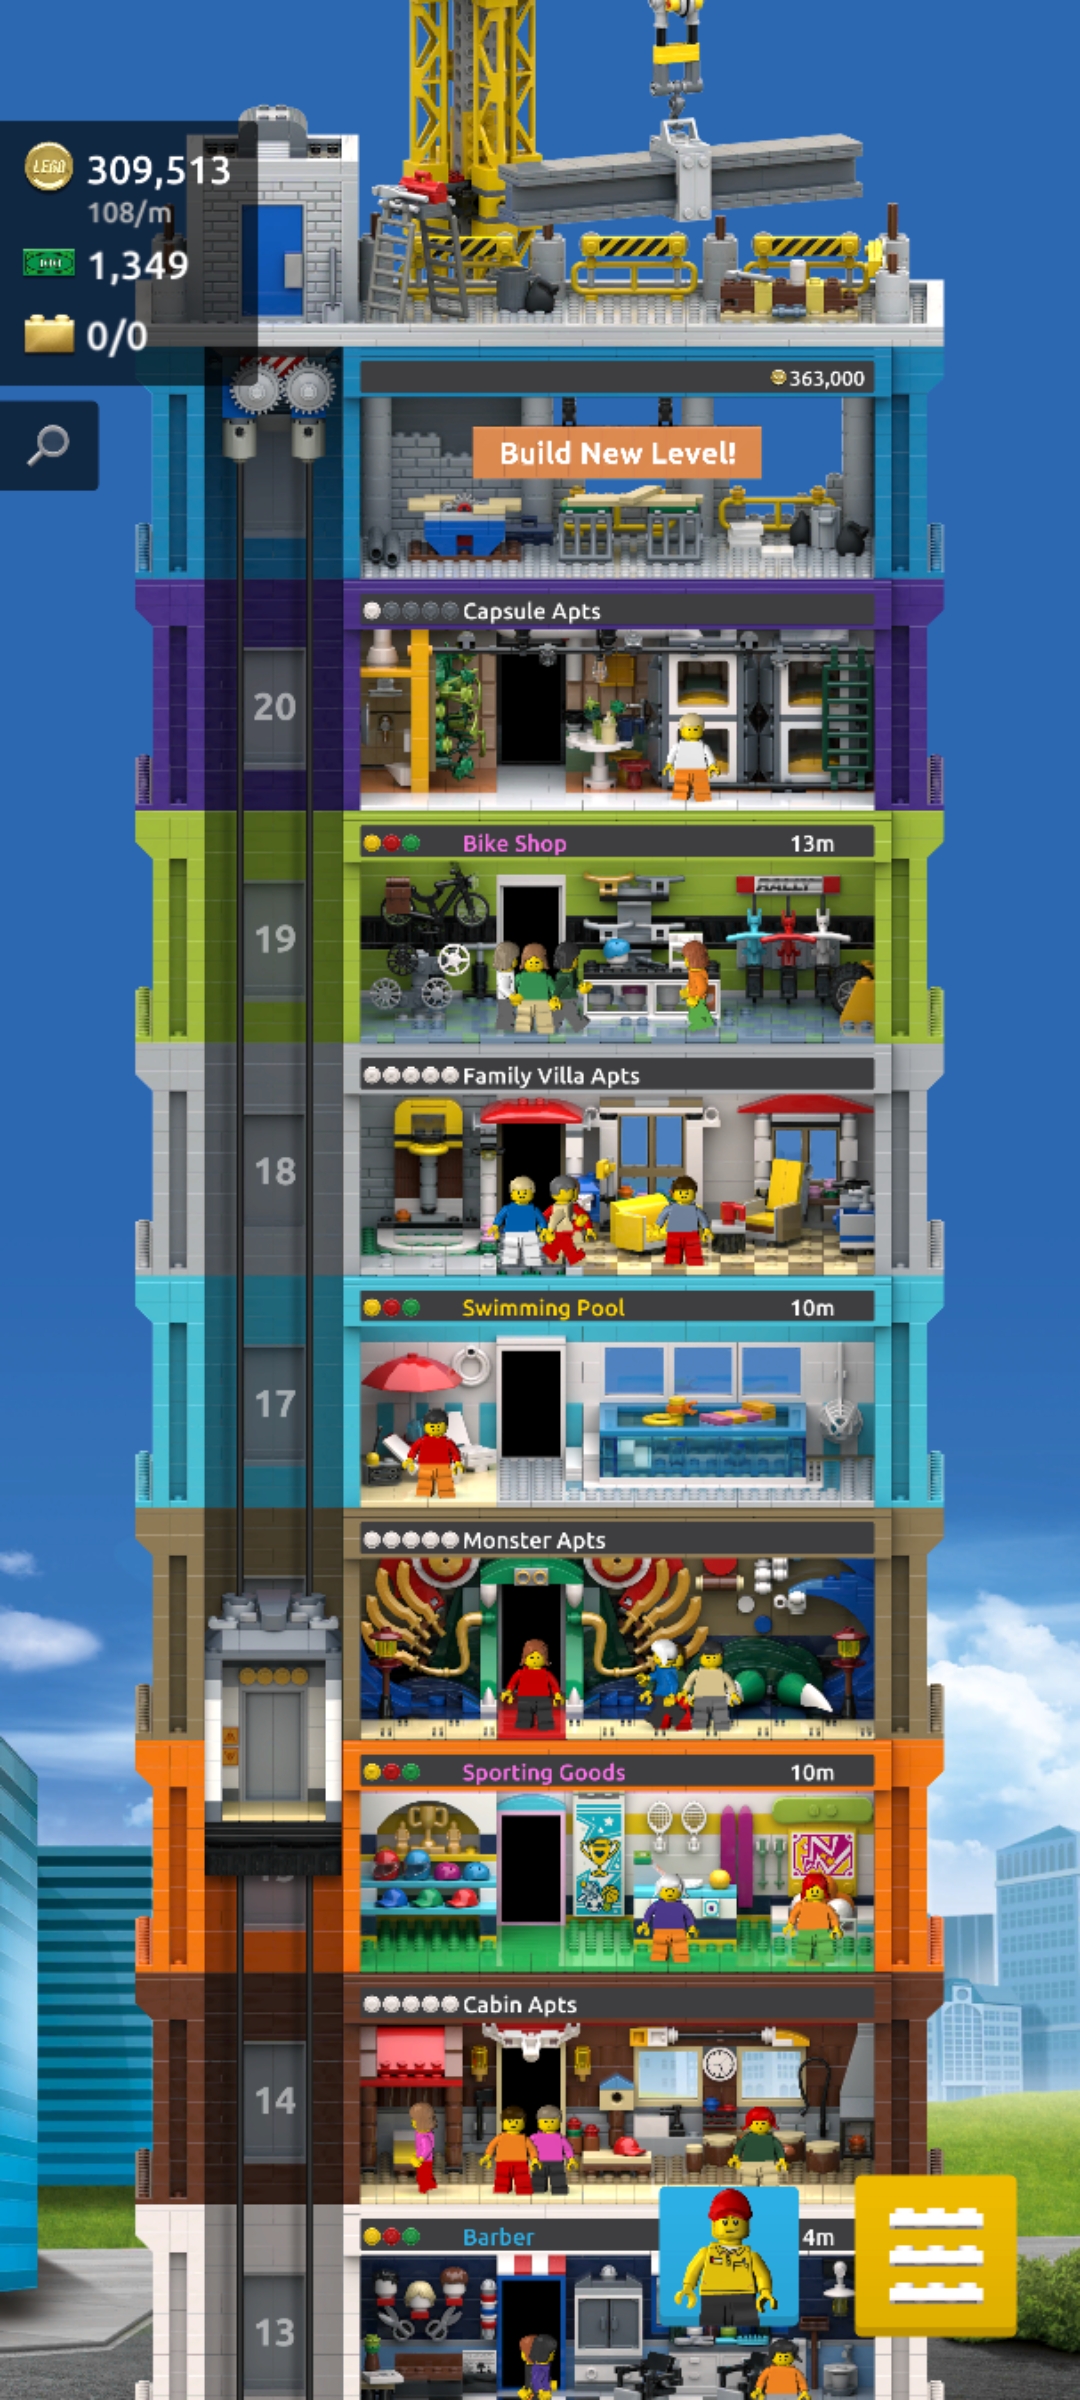 LEGO
309,513
108/m
1,349
0/0
363,000
Build New Level!
Capsule Apts
20
Bike Shop
13m
RALLY
19
Family Villa Apts
18
Swimming Pool
10m
17
Monster Apts
Sporting Goods
10m
Cabin Apts
14
Barber
4m
13